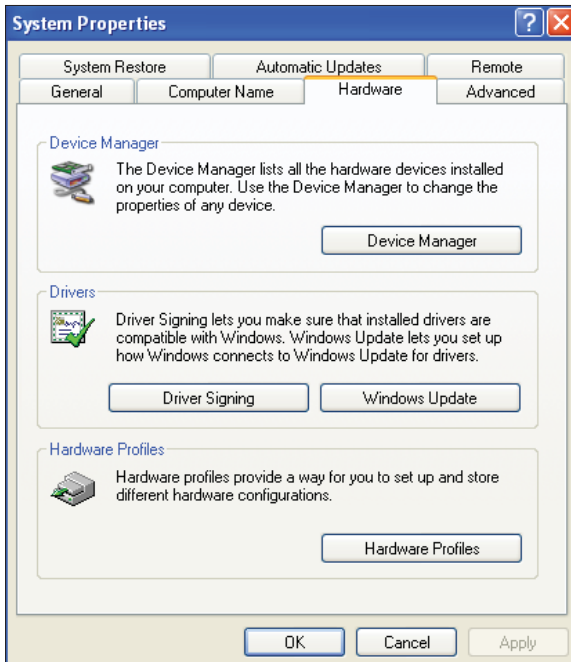 System Properties
System Restore Automatic Updates Remote
General Computer Name Hardware Advanced
Device Manager
The Device Manager lists all the hardware devices installed
on your computer. Use the Device Manager to change the
properties of any device.
Device Manager
Drivers
Driver Signing lets you make sure that installed drivers are
compatible with Windows. Windows Update lets you set up
how Windows connects to Windows Update for drivers.
Driver Signing Windows Update
Hardware Profiles
Hardware profiles provide a way for you to set up and store
different hardware configurations.
Hardware Profiles
OK Cancel Apply